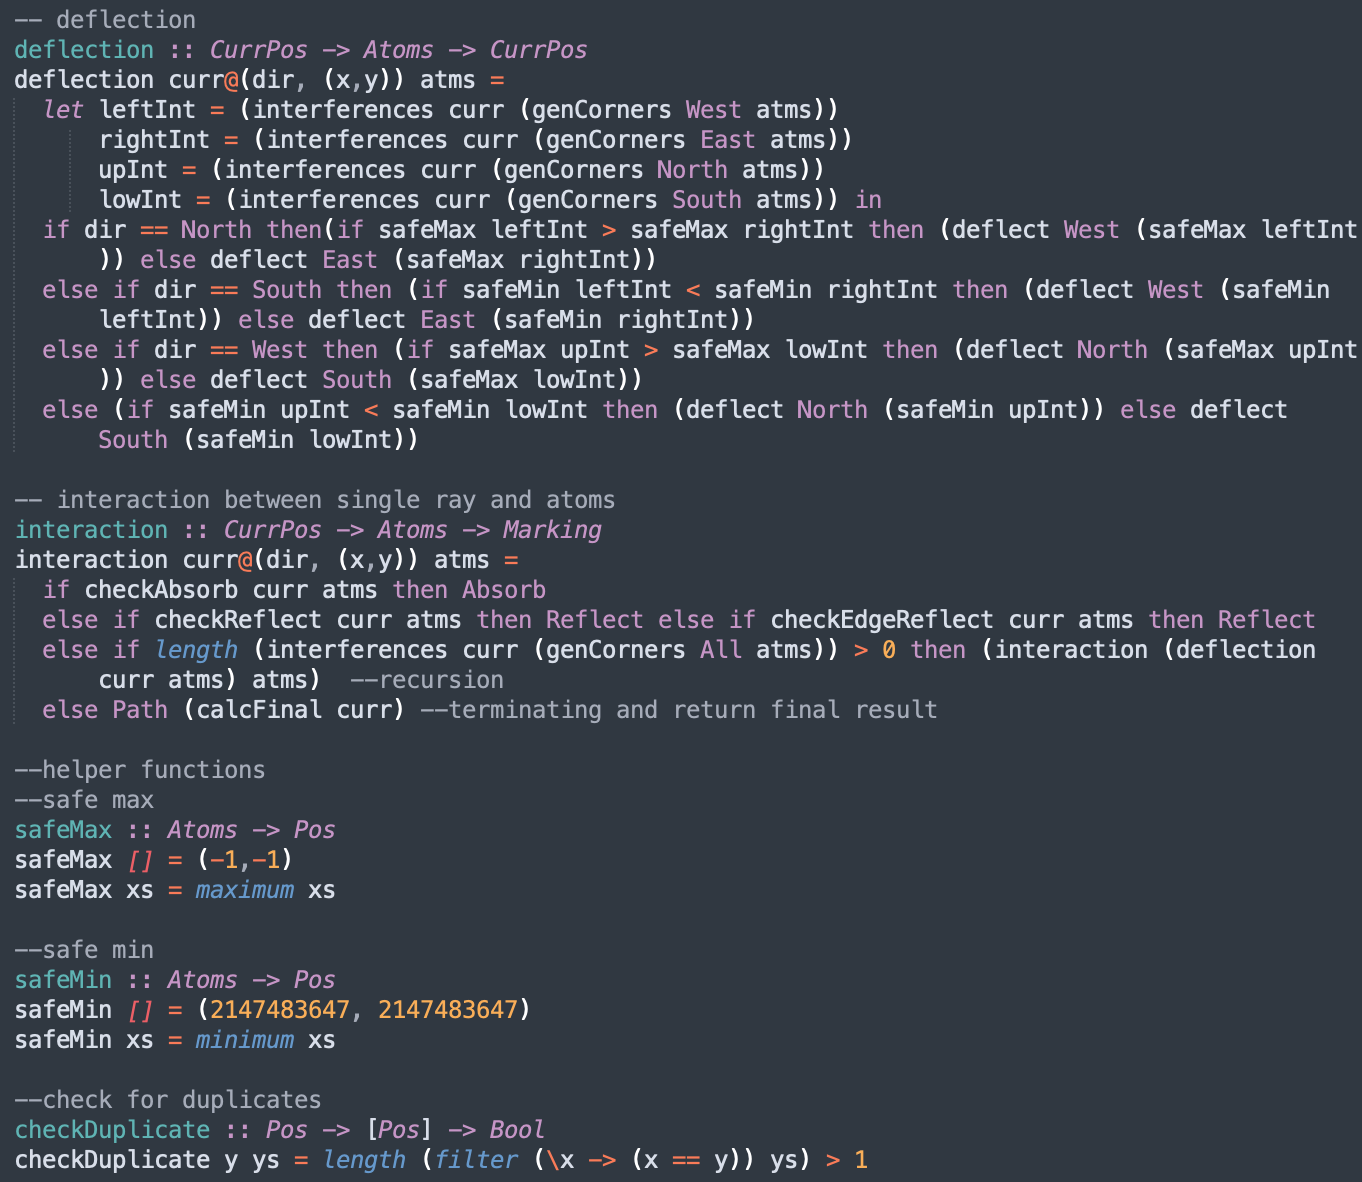 -- deflection
deflection :: CurrPos -> Atoms -> CurrPos
deflection curr@(dir, (x,y)) atms =
  let leftInt = (interferences curr (genCorners West atms))
      rightInt = (interferences curr (genCorners East atms))
      upInt = (interferences curr (genCorners North atms))
      lowInt = (interferences curr (genCorners South atms)) in
  if dir == North then(if safeMax leftInt > safeMax rightInt then (deflect West (safeMax leftInt
      )) else deflect East (safeMax rightInt))
  else if dir == South then (if safeMin leftInt < safeMin rightInt then (deflect West (safeMin
      leftInt)) else deflect East (safeMin rightInt))
  else if dir == West then (if safeMax upInt > safeMax lowInt then (deflect North (safeMax upInt
      )) else deflect South (safeMax lowInt))
  else (if safeMin upInt < safeMin lowInt then (deflect North (safeMin upInt)) else deflect
      South (safeMin lowInt))

-- interaction between single ray and atoms
interaction :: CurrPos -> Atoms -> Marking
interaction curr@(dir, (x,y)) atms =
  if checkAbsorb curr atms then Absorb
  else if checkReflect curr atms then Reflect else if checkEdgeReflect curr atms then Reflect
  else if length (interferences curr (genCorners All atms)) > 0 then (interaction (deflection
      curr atms) atms)  --recursion
  else Path (calcFinal curr) --terminating and return final result

--helper functions
--safe max
safeMax :: Atoms -> Pos
safeMax [] = (-1,-1)
safeMax xs = maximum xs

--safe min
safeMin :: Atoms -> Pos
safeMin [] = (2147483647, 2147483647)
safeMin xs = minimum xs

--check for duplicates
checkDuplicate :: Pos -> [Pos] -> Bool
checkDuplicate y ys = length (filter (\x -> (x == y)) ys) > 1